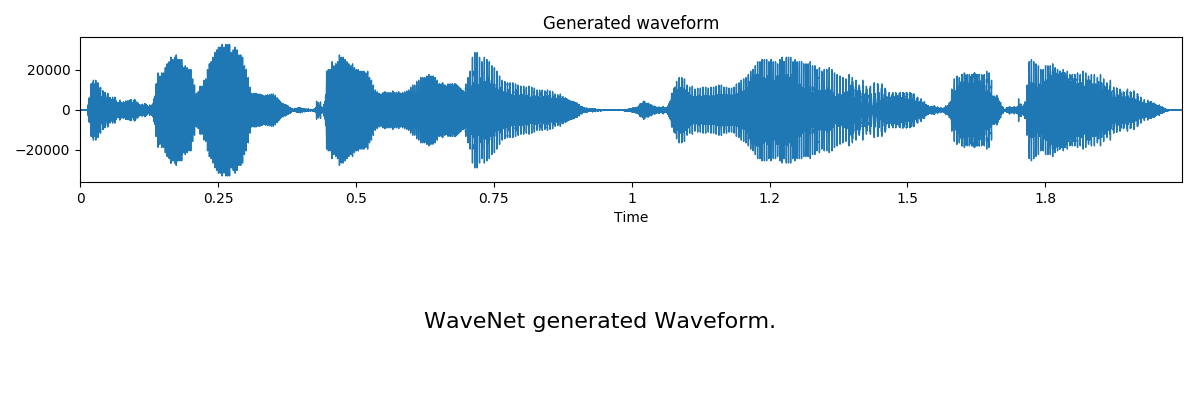 Generated waveform
20000
0
−20000
0 0.25 0.5 0.75 1 1.2 1.5 1.8
Time
WaveNet generated Waveform.